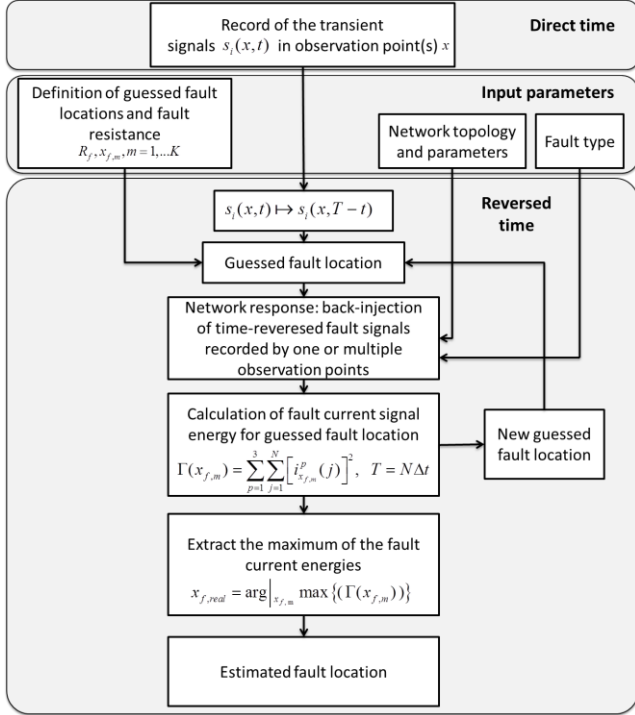 Record of the transient
signals s_i(x,t) in observation point(s) x
Direct time
Input parameters
Definition of guessed fault
locations and fault
resistance
R_f, x_{f,m}, m = 1,...K
Network topology
and parameters
Fault type
Reversed
time
s_i(x,t) ↦ s_i(x,T − t)
Guessed fault location
Network response: back-injection
of time-reveresed fault signals
recorded by one or multiple
observation points
Calculation of fault current signal
energy for guessed fault location
Γ(x_{f,m}) = ∑_{p=1}^{3} ∑_{j=1}^{N} [i^p_{x_{f,m}}(j)]^2, T = NΔt
New guessed
fault location
Extract the maximum of the fault
current energies
x_{f,real} = arg|_{x_{f,m}} max{(Γ(x_{f,m}))}
Estimated fault location